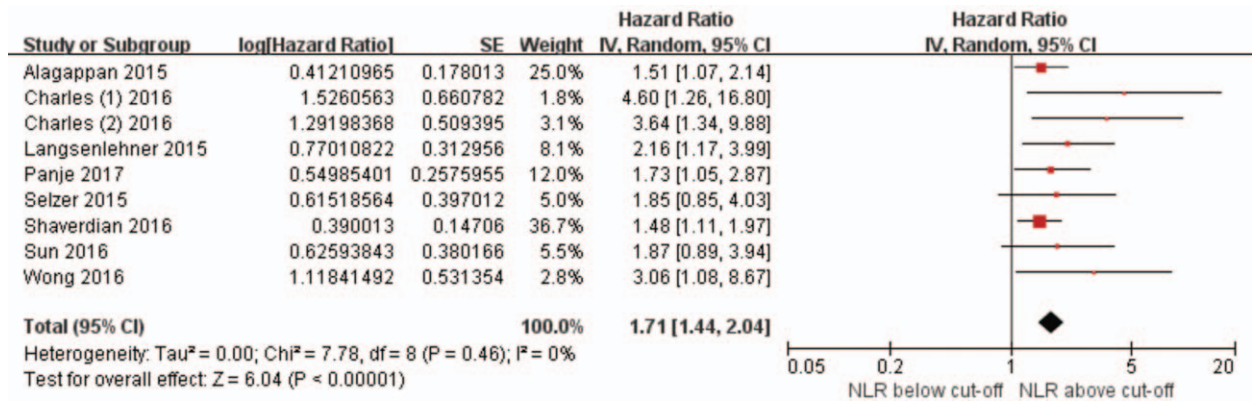 Hazard Ratio Hazard Ratio
Study or Subgroup log[Hazard Ratio] SE Weight IV, Random, 95% CI IV, Random, 95% CI
Alagappan 2015 0.41210965 0.178013 25.0% 1.51 [1.07, 2.14]
Charles (1) 2016 1.5260563 0.660782 1.8% 4.60 [1.26, 16.80]
Charles (2) 2016 1.29198368 0.509395 3.1% 3.64 [1.34, 9.88]
Langsenlehner 2015 0.77010822 0.312956 8.1% 2.16 [1.17, 3.99]
Panje 2017 0.54985401 0.2575955 12.0% 1.73 [1.05, 2.87]
Selzer 2015 0.61518564 0.397012 5.0% 1.85 [0.85, 4.03]
Shaverdian 2016 0.390013 0.14706 36.7% 1.48 [1.11, 1.97]
Sun 2016 0.62593843 0.380166 5.5% 1.87 [0.89, 3.94]
Wong 2016 1.11841492 0.531354 2.8% 3.06 [1.08, 8.67]
Total (95% CI) 100.0% 1.71 [1.44, 2.04]
Heterogeneity: Tau² = 0.00; Chi² = 7.78, df = 8 (P = 0.46); I² = 0%
Test for overall effect: Z = 6.04 (P < 0.00001)
0.05 0.2 1 5 20
NLR below cut-off NLR above cut-off